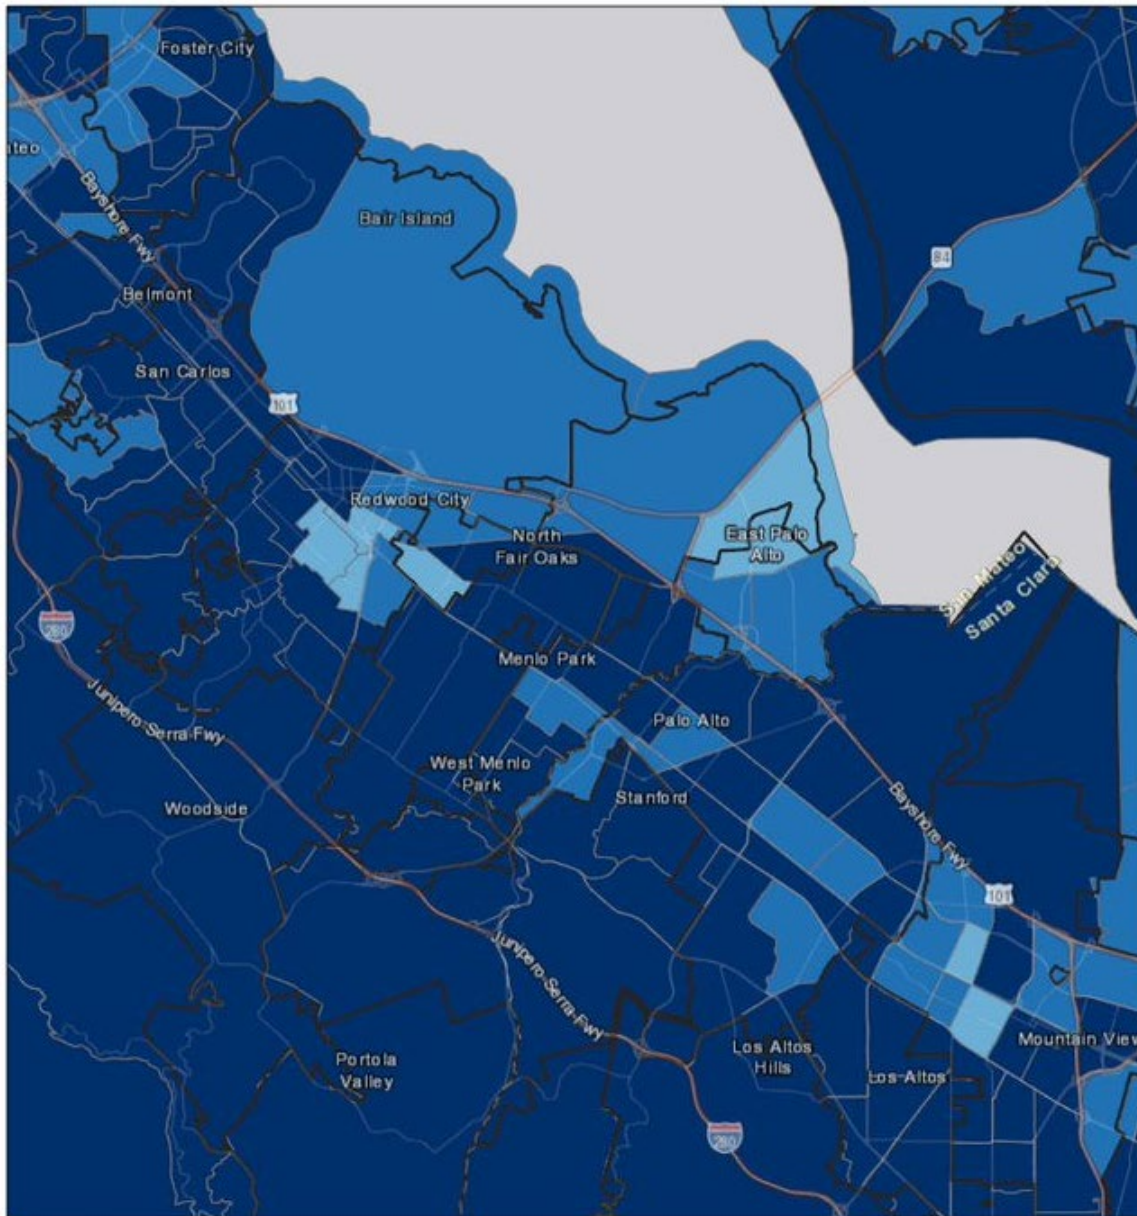 Foster City
ateo
Bayshore Fwy
Bair Island
84
Belmont
San Carlos
101
Redwood City
North
Fair Oaks
East Palo
Alto
San Mateo
Santa Clara
280
Menlo Park
Junipero Serra Fwy
Palo Alto
West Menlo
Park
Stanford
Woodside
Bayshore Fwy
101
Junipero Serra Fwy
Portola
Valley
Los Altos
Hills
Mountain View
Los Altos
280